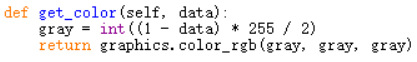 def get_color(self, data):
    gray = int((1 - data) * 255 / 2)
    return graphics.color_rgb(gray, gray, gray)